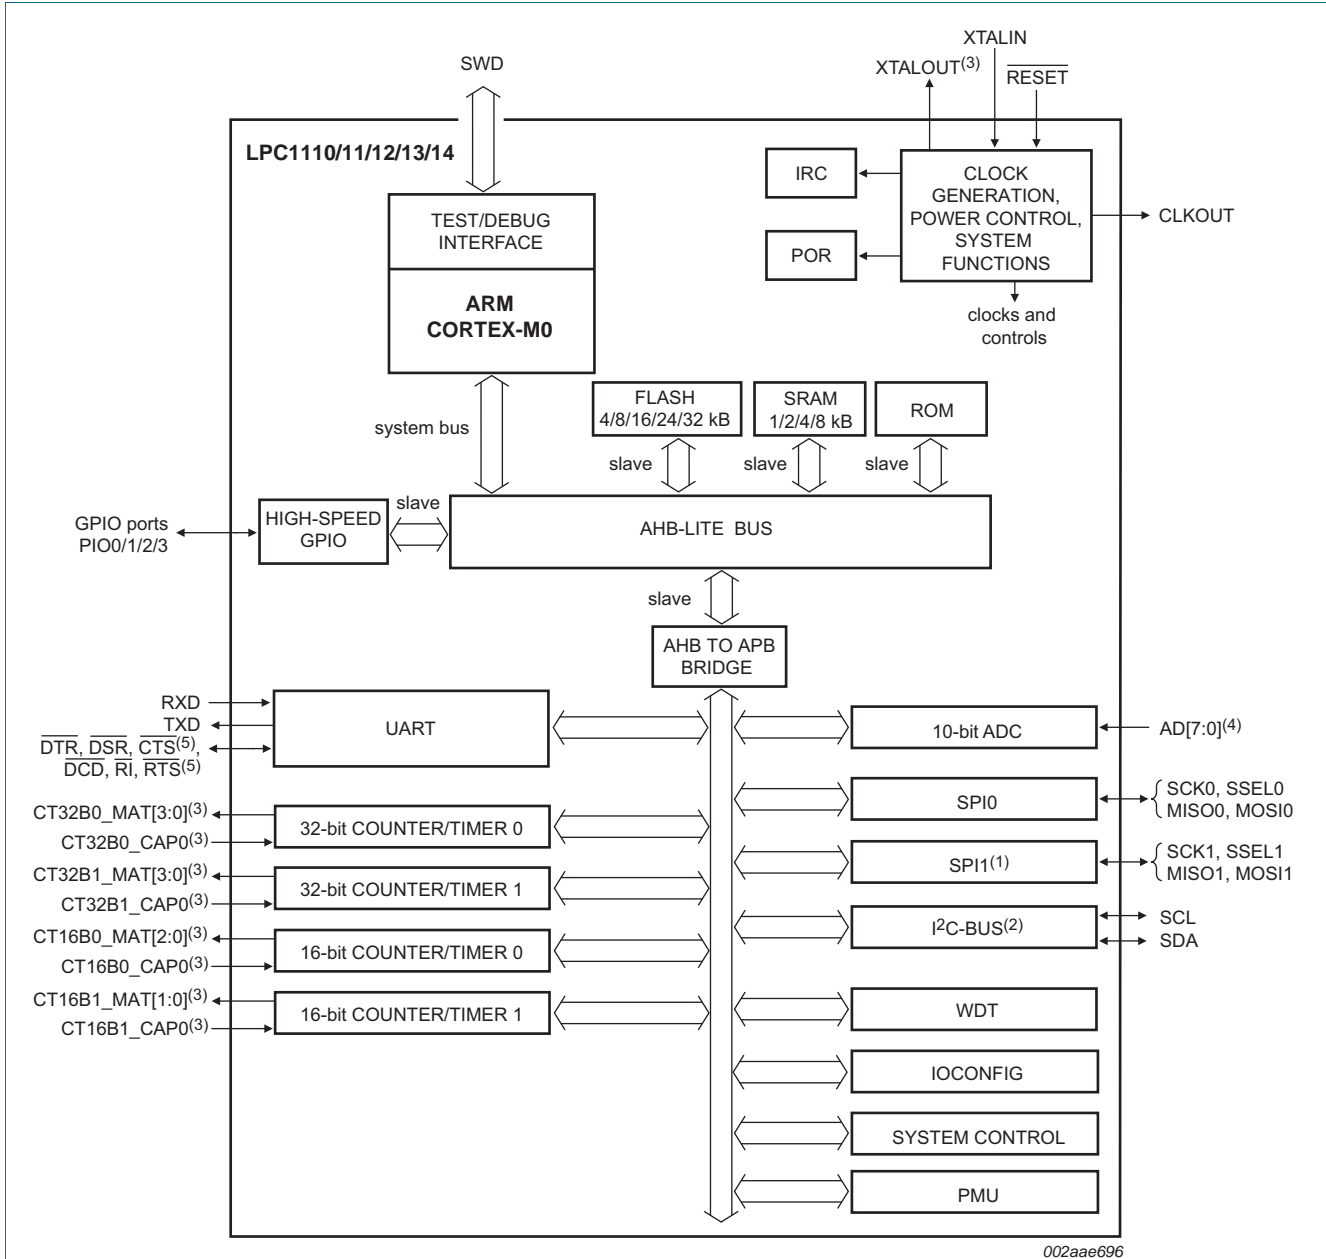 XTALIN
SWD
XTALOUT(3)
RESET
LPC1110/11/12/13/14
IRC
CLOCK
GENERATION,
POWER CONTROL,
SYSTEM
FUNCTIONS
CLKOUT
TEST/DEBUG
INTERFACE
POR
ARM
CORTEX-M0
clocks and
controls
FLASH
4/8/16/24/32 kB
SRAM
1/2/4/8 kB
ROM
system bus
slave
slave
slave
slave
GPIO ports
PIO0/1/2/3
HIGH-SPEED
GPIO
AHB-LITE BUS
slave
AHB TO APB
BRIDGE
RXD
TXD
DTR, DSR, CTS(5),
DCD, RI, RTS(5)
UART
10-bit ADC
AD[7:0](4)
CT32B0_MAT[3:0](3)
CT32B0_CAP0(3)
32-bit COUNTER/TIMER 0
SPI0
SCK0, SSEL0
MISO0, MOSI0
CT32B1_MAT[3:0](3)
CT32B1_CAP0(3)
32-bit COUNTER/TIMER 1
SPI1(1)
SCK1, SSEL1
MISO1, MOSI1
CT16B0_MAT[2:0](3)
CT16B0_CAP0(3)
16-bit COUNTER/TIMER 0
I2C-BUS(2)
SCL
SDA
CT16B1_MAT[1:0](3)
CT16B1_CAP0(3)
16-bit COUNTER/TIMER 1
WDT
IOCONFIG
SYSTEM CONTROL
PMU
002aae696